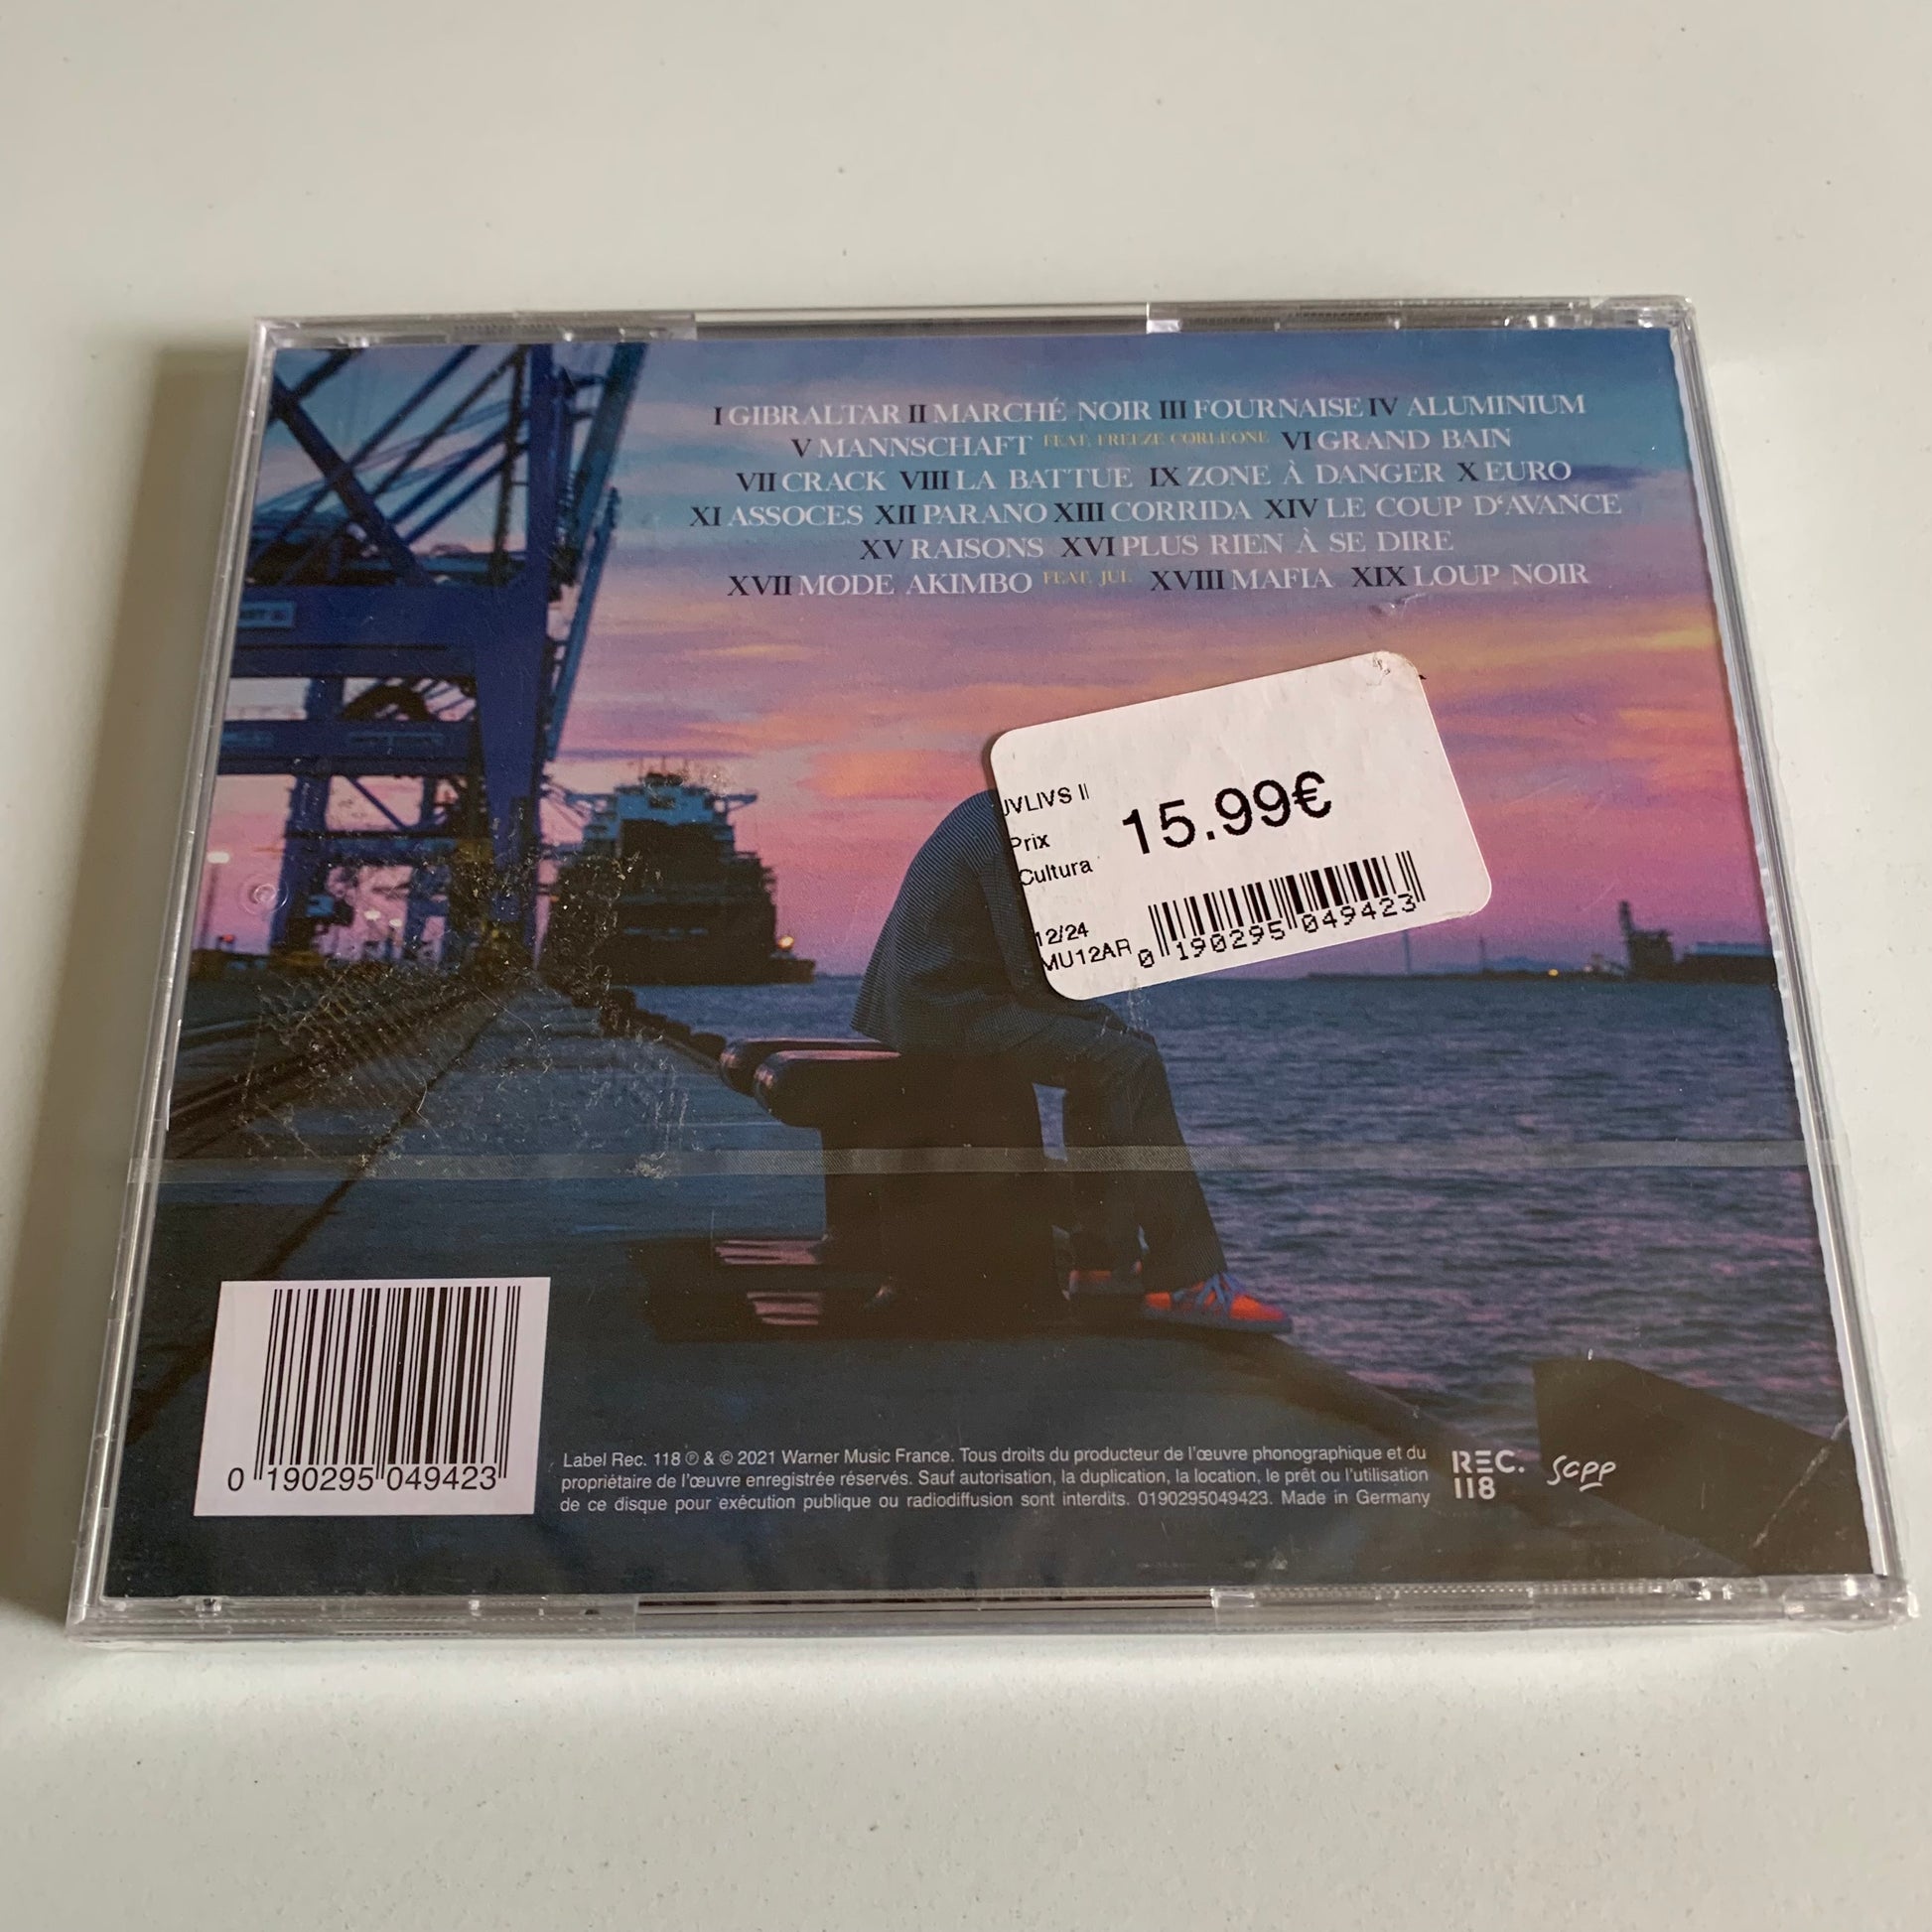 I GIBRALTAR II MARCHÉ NOIR III FOURNAISE IV ALUMINIUM
V MANNSCHAFT FEAT. FREEZE CORLEONE VI GRAND BAIN
VII CRACK VIII LA BATTUE IX ZONE À DANGER X EURO
XI ASSOCES XII PARANO XIII CORRIDA XIV LE COUP D'AVANCE
XV RAISONS XVI PLUS RIEN À SE DIRE
XVII MODE AKIMBO FEAT. JUL XVIII MAFIA XIX LOUP NOIR
JVLIVS II
Prix
Cultura
15.99€
12/24
MU12AR
0 190295 049423
0 190295 049423
Label Rec. 118 ℗ & © 2021 Warner Music France. Tous droits du producteur de l'œuvre phonographique et du
propriétaire de l'œuvre enregistrée réservés. Sauf autorisation, la duplication, la location, le prêt ou l'utilisation
de ce disque pour exécution publique ou radiodiffusion sont interdits. 0190295049423. Made in Germany
REC.
118
scpp